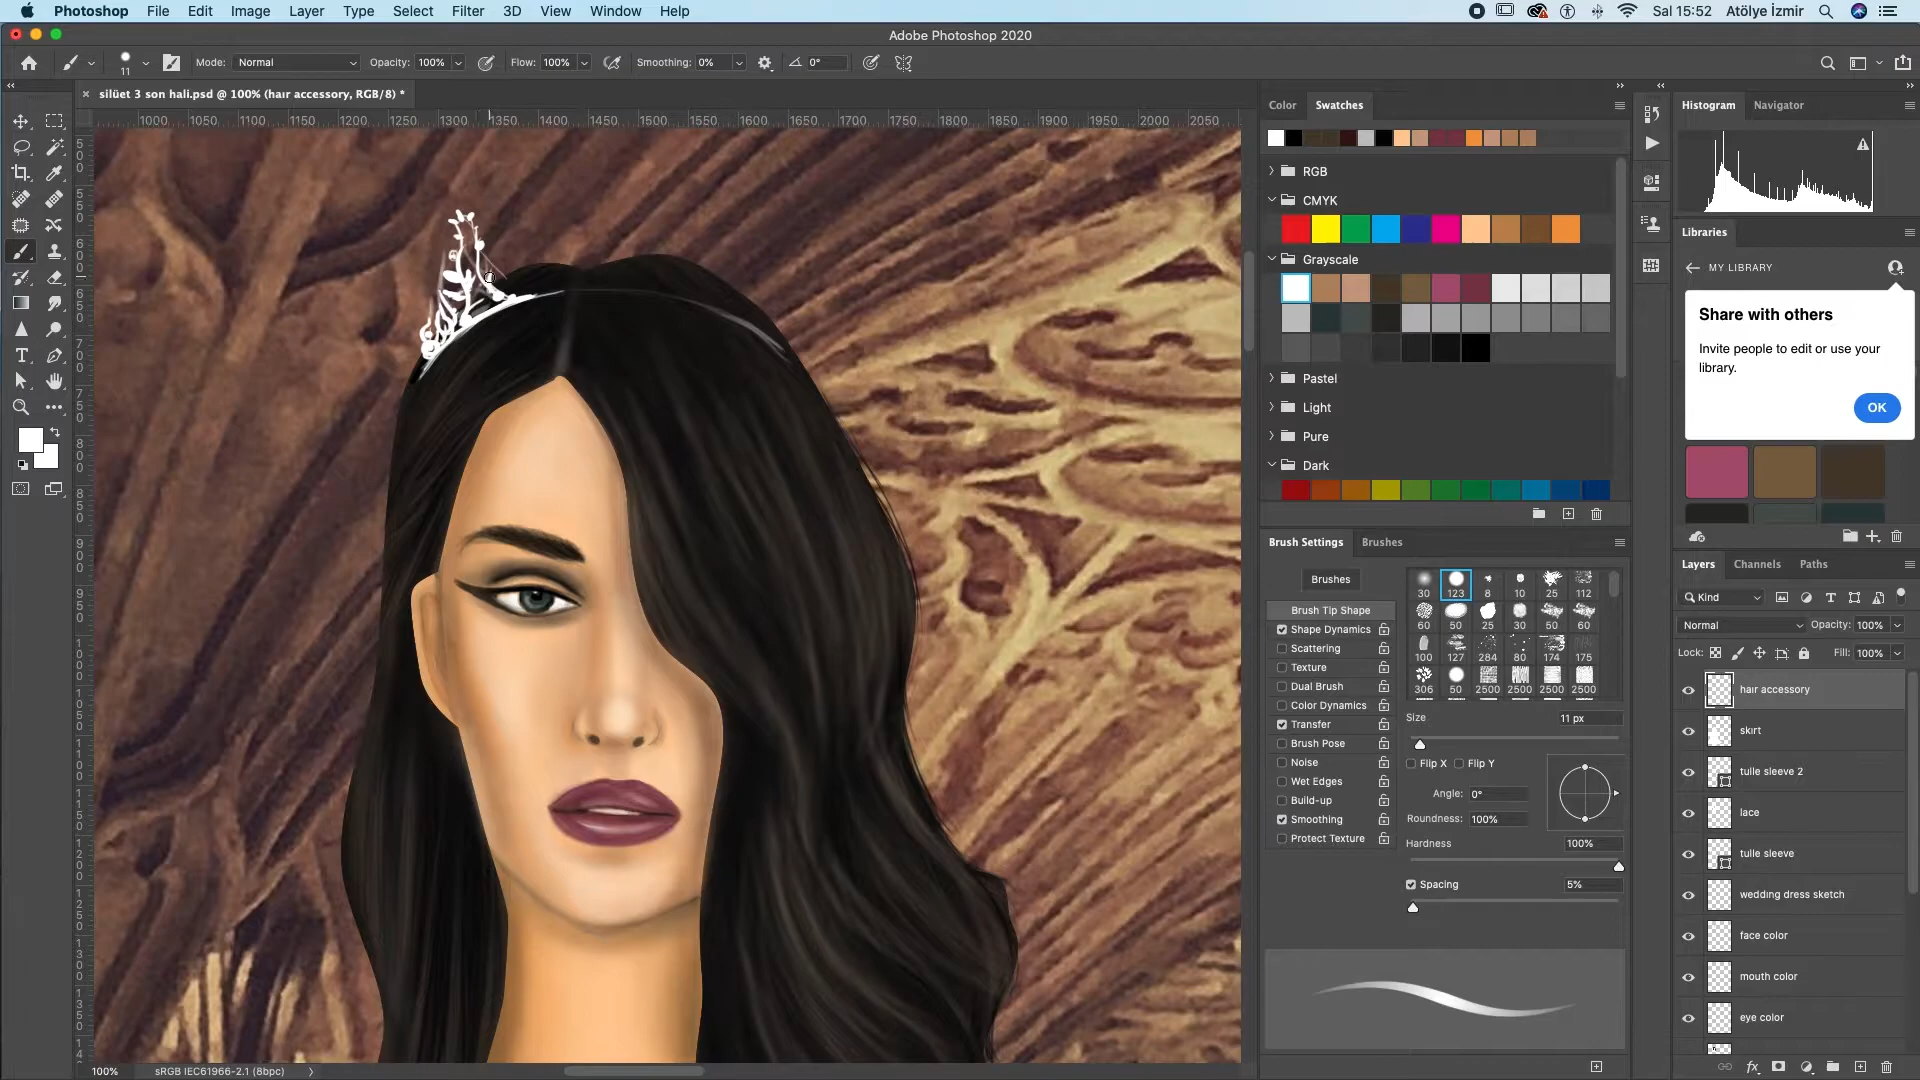 Photoshop File Edit Image Layer Type Select Filter 3D View Window Help Sal 15:52 Atölye İzmir
Adobe Photoshop 2020
11 Mode: Normal Opacity: 100% Flow: 100% Smoothing: 0% 0°
silüet 3 son hali.psd @ 100% (haır accessory, RGB/8) *
1000 1050 1100 1150 1200 1250 1300 1350 1400 1450 1500 1550 1600 1650 1700 1750 1800 1850 1900 1950 2000 2050
Color Swatches
RGB
CMYK
Grayscale
Pastel
Light
Pure
Dark
Histogram Navigator
Libraries
MY LIBRARY
Share with others
Invite people to edit or use your
library.
OK
Brush Settings Brushes
Brushes
Brush Tip Shape
Shape Dynamics
Scattering
Texture
Dual Brush
Color Dynamics
Transfer
Brush Pose
Noise
Wet Edges
Build-up
Smoothing
Protect Texture
30 123 8 10 25 112
60 50 25 30 50 60
100 127 284 80 174 175
306 50 2500 2500 2500 2500
Size 11 px
Flip X Flip Y
Angle: 0°
Roundness: 100%
Hardness 100%
Spacing 5%
Layers Channels Paths
Kind
Normal Opacity: 100%
Lock: Fill: 100%
haır accessory
skırt
tulle sleeve 2
lace
tulle sleeve
weddıng dress sketch
face color
mouth color
eye color
fx
100% sRGB IEC61966-2.1 (8bpc)